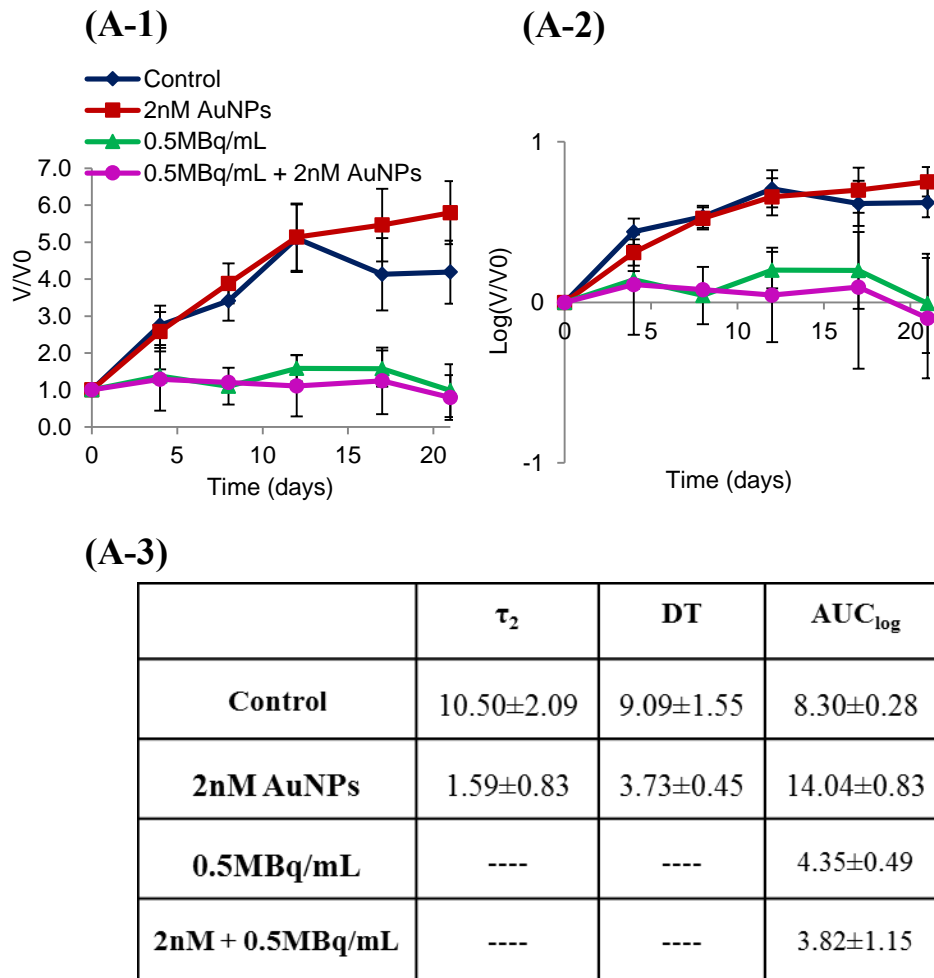 (A-1)
Control
2nM AuNPs
0.5MBq/mL
0.5MBq/mL + 2nM AuNPs
7.0
6.0
5.0
4.0
3.0
2.0
1.0
0.0
V/V0
0 5 10 15 20
Time (days)
(A-2)
1
0
-1
Log(V/V0)
0 5 10 15 20
Time (days)
(A-3)
τ2 DT AUClog
Control 10.50±2.09 9.09±1.55 8.30±0.28
2nM AuNPs 1.59±0.83 3.73±0.45 14.04±0.83
0.5MBq/mL ---- ---- 4.35±0.49
2nM + 0.5MBq/mL ---- ---- 3.82±1.15